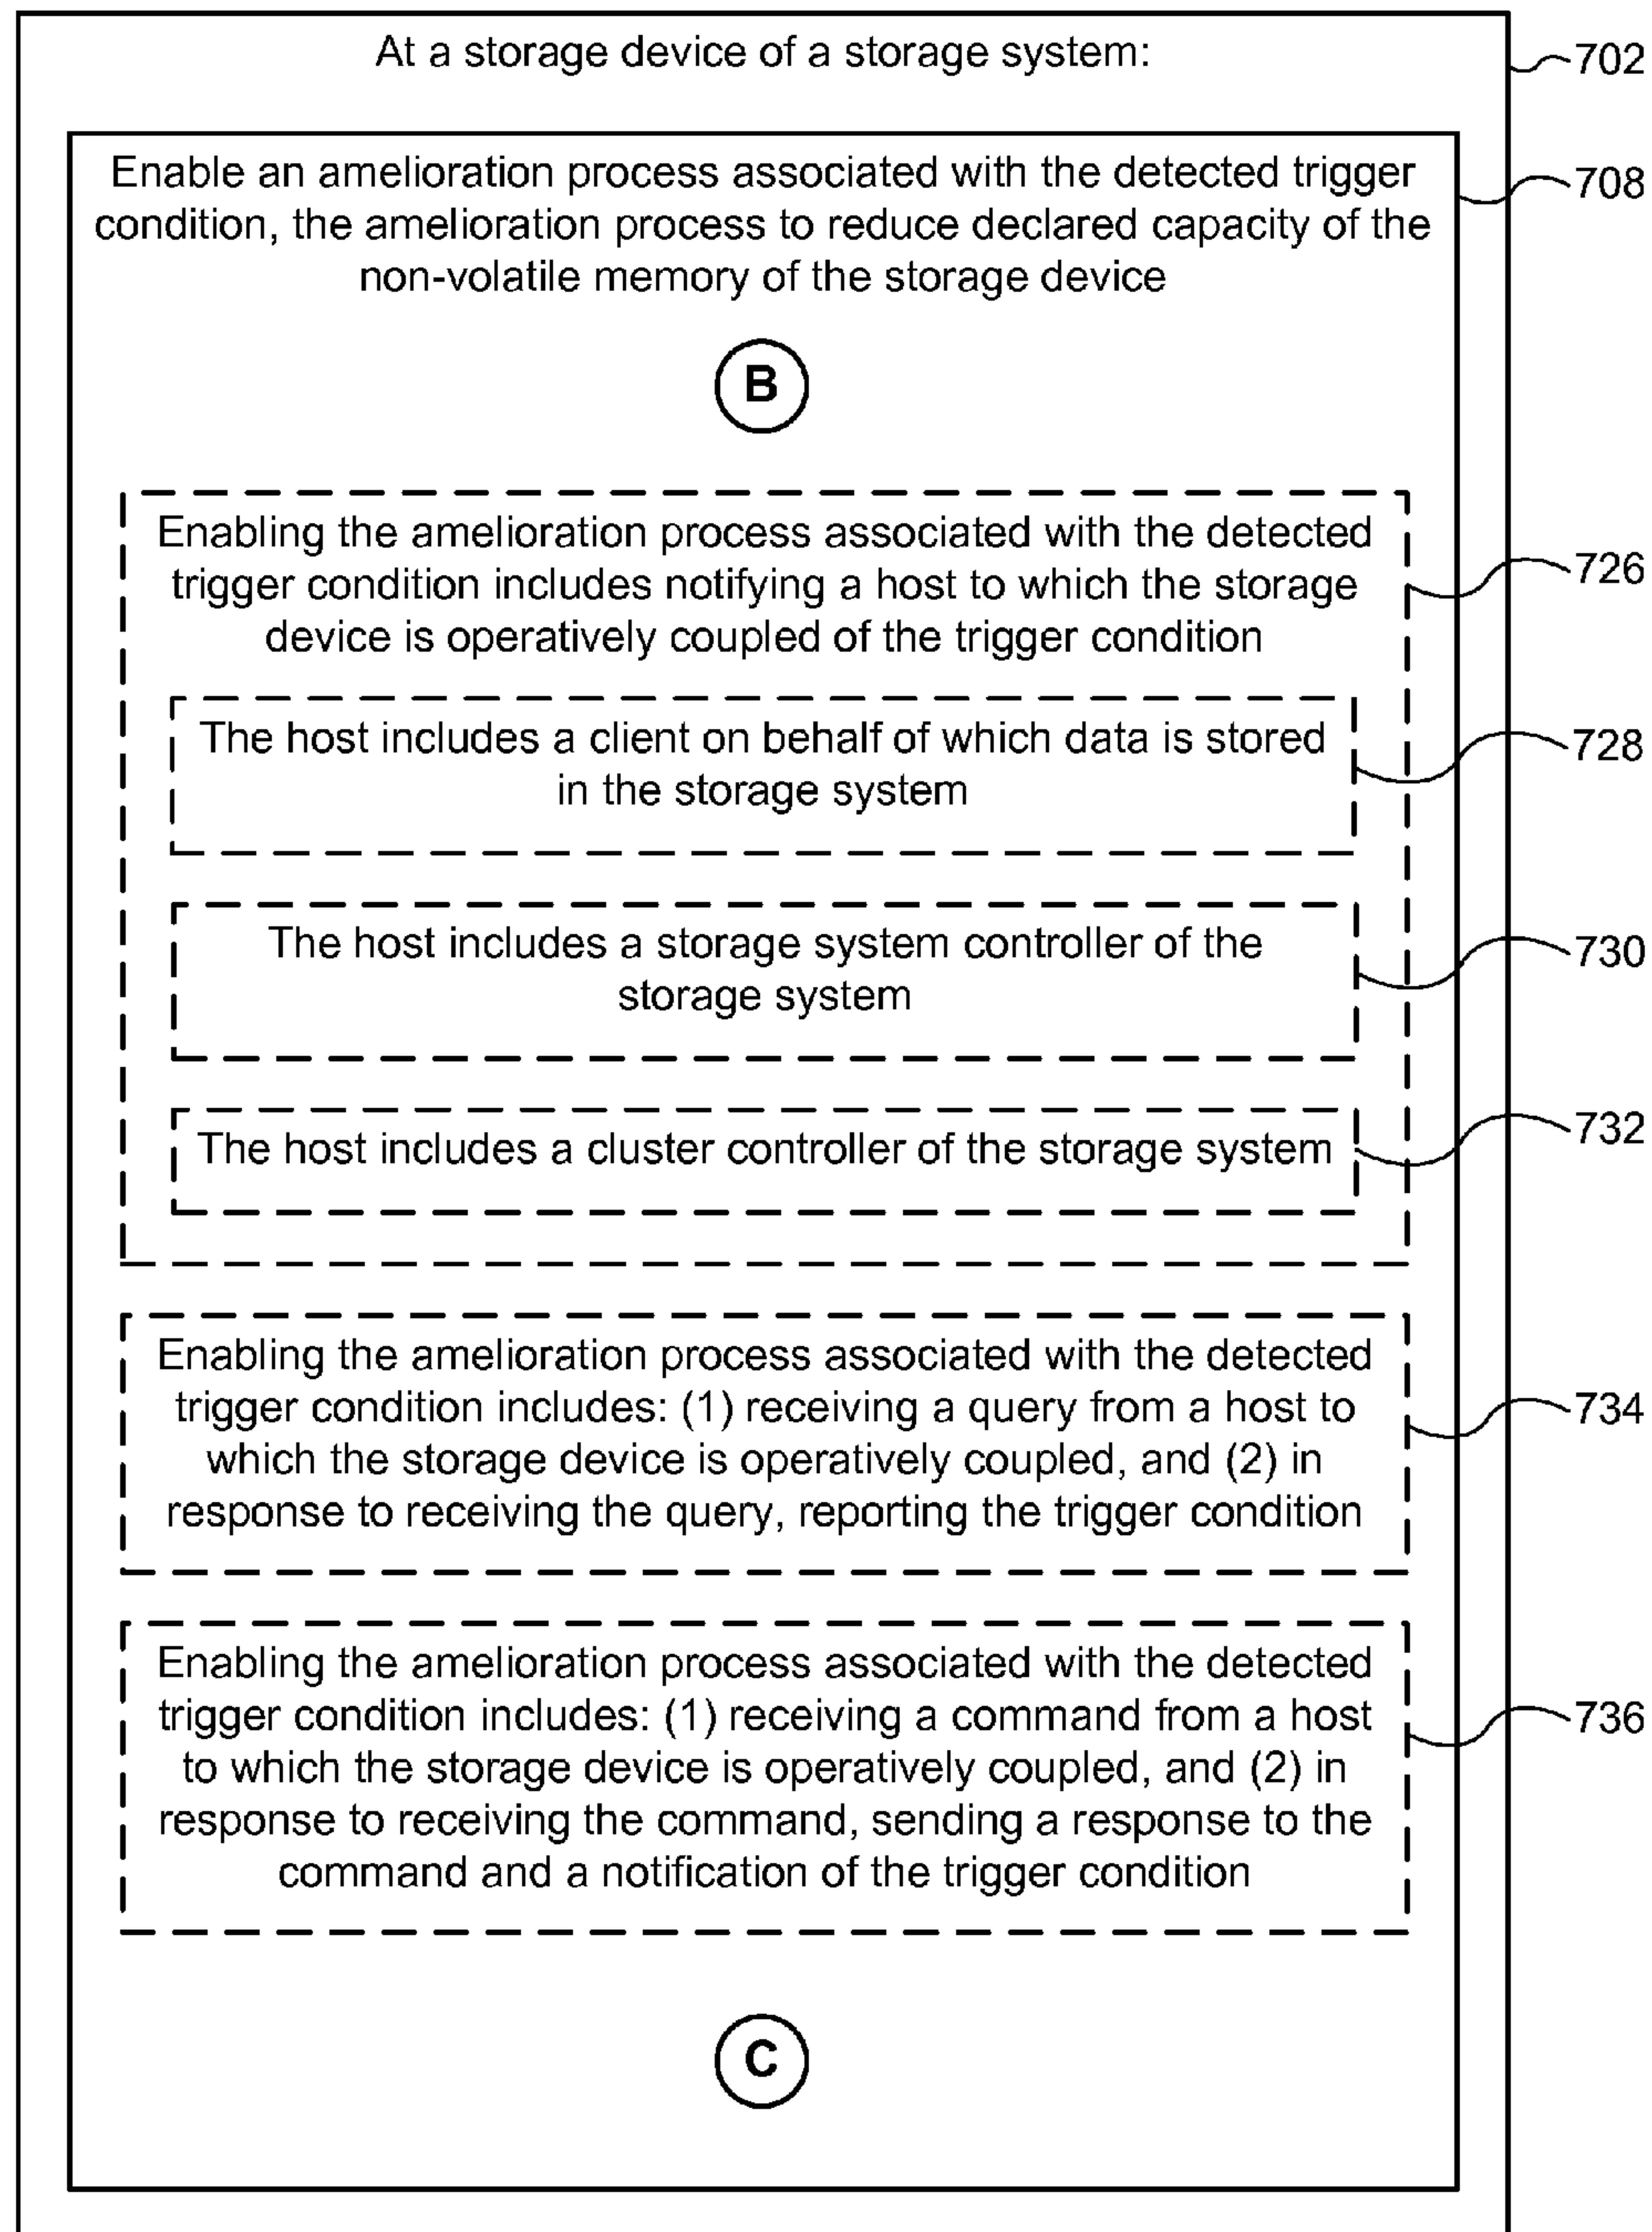 At a storage device of a storage system:
702
Enable an amelioration process associated with the detected trigger
condition, the amelioration process to reduce declared capacity of the
non-volatile memory of the storage device
708
B
Enabling the amelioration process associated with the detected
trigger condition includes notifying a host to which the storage
device is operatively coupled of the trigger condition
726
The host includes a client on behalf of which data is stored
in the storage system
728
The host includes a storage system controller of the
storage system
730
The host includes a cluster controller of the storage system
732
Enabling the amelioration process associated with the detected
trigger condition includes: (1) receiving a query from a host to
which the storage device is operatively coupled, and (2) in
response to receiving the query, reporting the trigger condition
734
Enabling the amelioration process associated with the detected
trigger condition includes: (1) receiving a command from a host
to which the storage device is operatively coupled, and (2) in
response to receiving the command, sending a response to the
command and a notification of the trigger condition
736
C